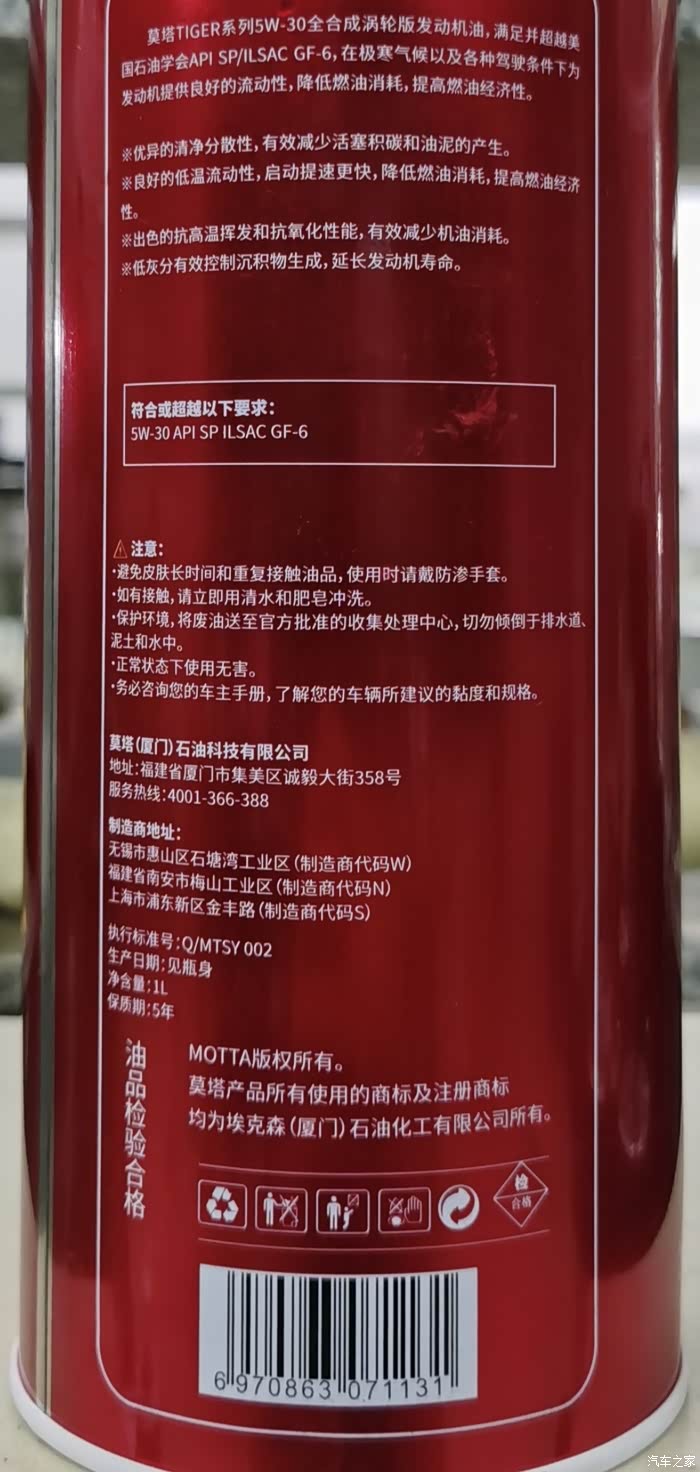 莫塔TIGER系列5W-30全合成涡轮版发动机油，满足并超越美
国石油学会API SP/ILSAC GF-6，在极寒气候以及各种驾驶条件下为
发动机提供良好的流动性，降低燃油消耗，提高燃油经济性。
※优异的清净分散性，有效减少活塞积碳和油泥的产生。
※良好的低温流动性，启动提速更快，降低燃油消耗，提高燃油经济
性。
※出色的抗高温挥发和抗氧化性能，有效减少机油消耗。
※低灰分有效控制沉积物生成，延长发动机寿命。
符合或超越以下要求：
5W-30 API SP ILSAC GF-6
注意：
·避免皮肤长时间和重复接触油品，使用时请戴防渗手套。
·如有接触，请立即用清水和肥皂冲洗。
·保护环境，将废油送至官方批准的收集处理中心，切勿倾倒于排水道、
泥土和水中。
·正常状态下使用无害。
·务必咨询您的车主手册，了解您的车辆所建议的黏度和规格。
莫塔（厦门）石油科技有限公司
地址：福建省厦门市集美区诚毅大街358号
服务热线：4001-366-388
制造商地址：
无锡市惠山区石塘湾工业区（制造商代码W）
福建省南安市梅山工业区（制造商代码N）
上海市浦东新区金丰路（制造商代码S）
执行标准号：Q/MTSY 002
生产日期：见瓶身
净含量：1L
保质期：5年
油品检验合格
MOTTA版权所有。
莫塔产品所有使用的商标及注册商标
均为埃克森（厦门）石油化工有限公司所有。
检
合格
6 970863 071131
汽车之家